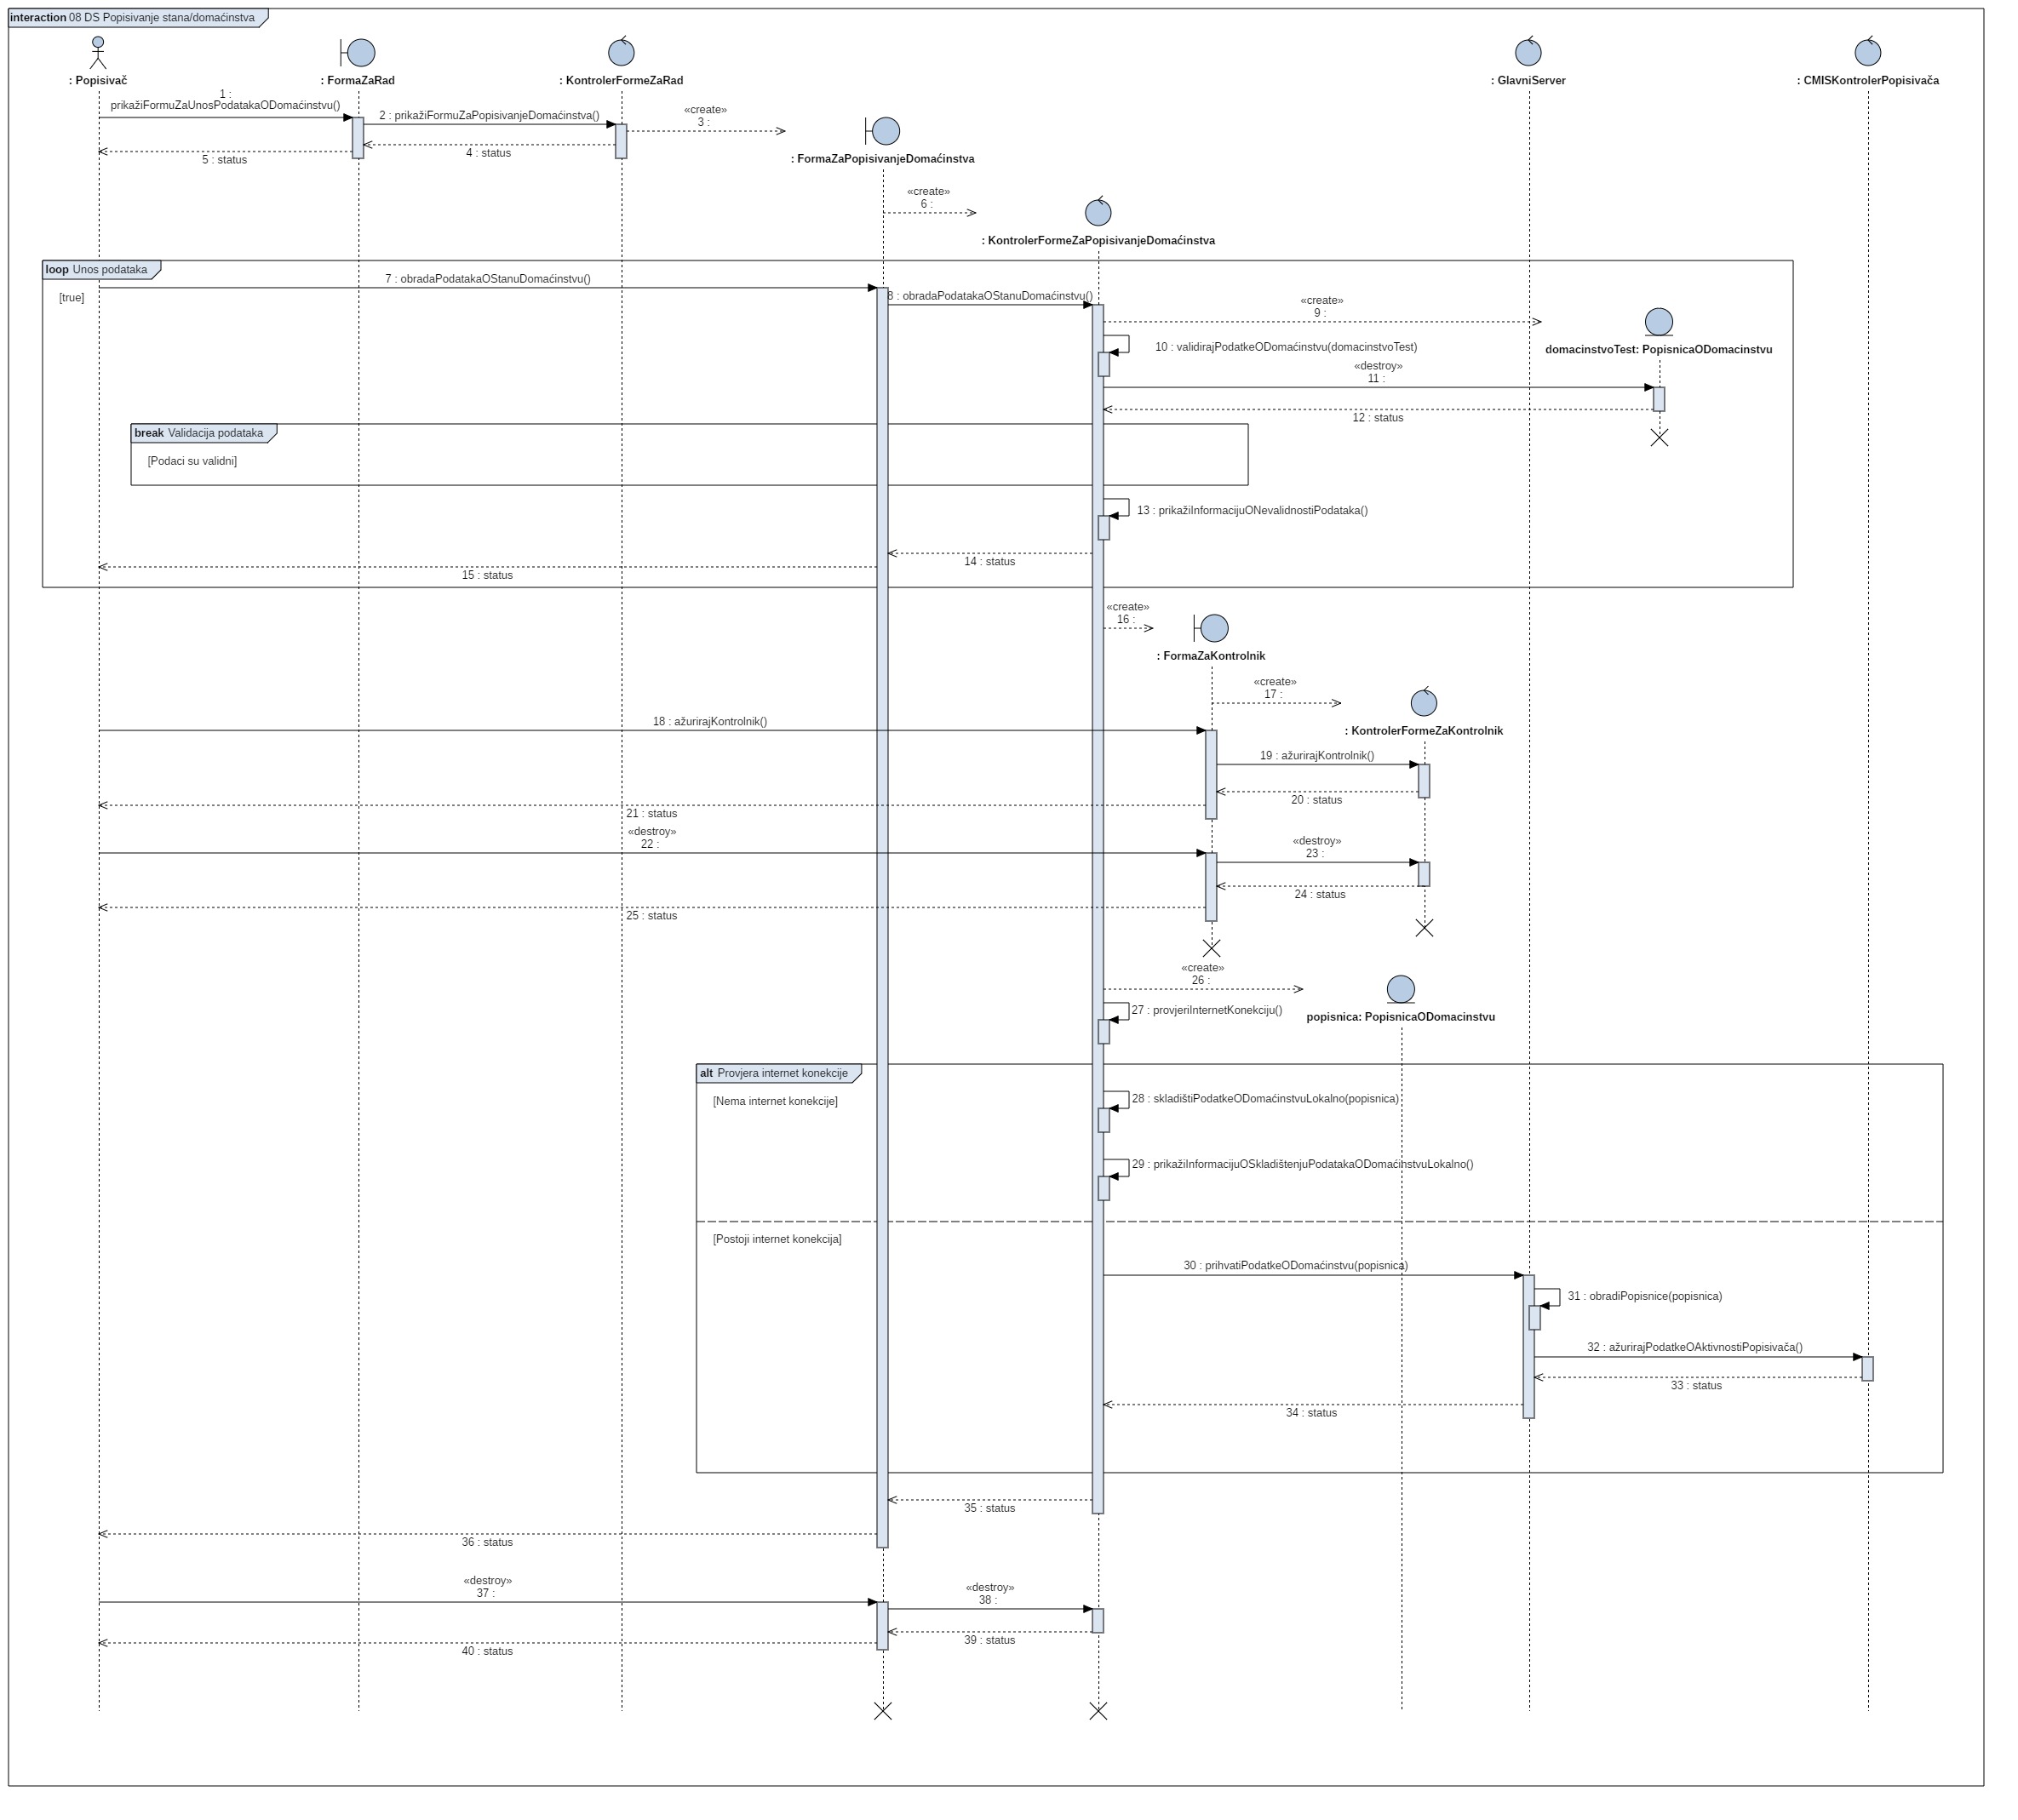 interaction 08 DS Popisivanje stana/domaćinstva
: Popisivač
: FormaZaRad
: KontrolerFormeZaRad
: GlavniServer
: CMISKontrolerPopisivača
1 :
prikažiFormuZaUnosPodatakaODomaćinstvu()
2 : prikažiFormuZaPopisivanjeDomaćinstva()
«create»
3 :
4 : status
5 : status
: FormaZaPopisivanjeDomaćinstva
«create»
6 :
: KontrolerFormeZaPopisivanjeDomaćinstva
loop Unos podataka
[true]
7 : obradaPodatakaOStanuDomaćinstvu()
8 : obradaPodatakaOStanuDomaćinstvu()
«create»
9 :
10 : validirajPodatkeODomaćinstvu(domacinstvoTest)
domacinstvoTest: PopisnicaODomacinstvu
«destroy»
11 :
12 : status
break Validacija podataka
[Podaci su validni]
13 : prikažiInformacijuONevalidnostiPodataka()
14 : status
15 : status
«create»
16 :
: FormaZaKontrolnik
«create»
17 :
18 : ažurirajKontrolnik()
: KontrolerFormeZaKontrolnik
19 : ažurirajKontrolnik()
20 : status
21 : status
«destroy»
22 :
«destroy»
23 :
24 : status
25 : status
«create»
26 :
27 : provjeriInternetKonekciju()
popisnica: PopisnicaODomacinstvu
alt Provjera internet konekcije
[Nema internet konekcije]
28 : skladištiPodatkeODomaćinstvuLokalno(popisnica)
29 : prikažiInformacijuOSkladištenjuPodatakaODomaćinstvuLokalno()
[Postoji internet konekcija]
30 : prihvatiPodatkeODomaćinstvu(popisnica)
31 : obradiPopisnice(popisnica)
32 : ažurirajPodatkeOAktivnostiPopisivača()
33 : status
34 : status
35 : status
36 : status
«destroy»
37 :
«destroy»
38 :
39 : status
40 : status